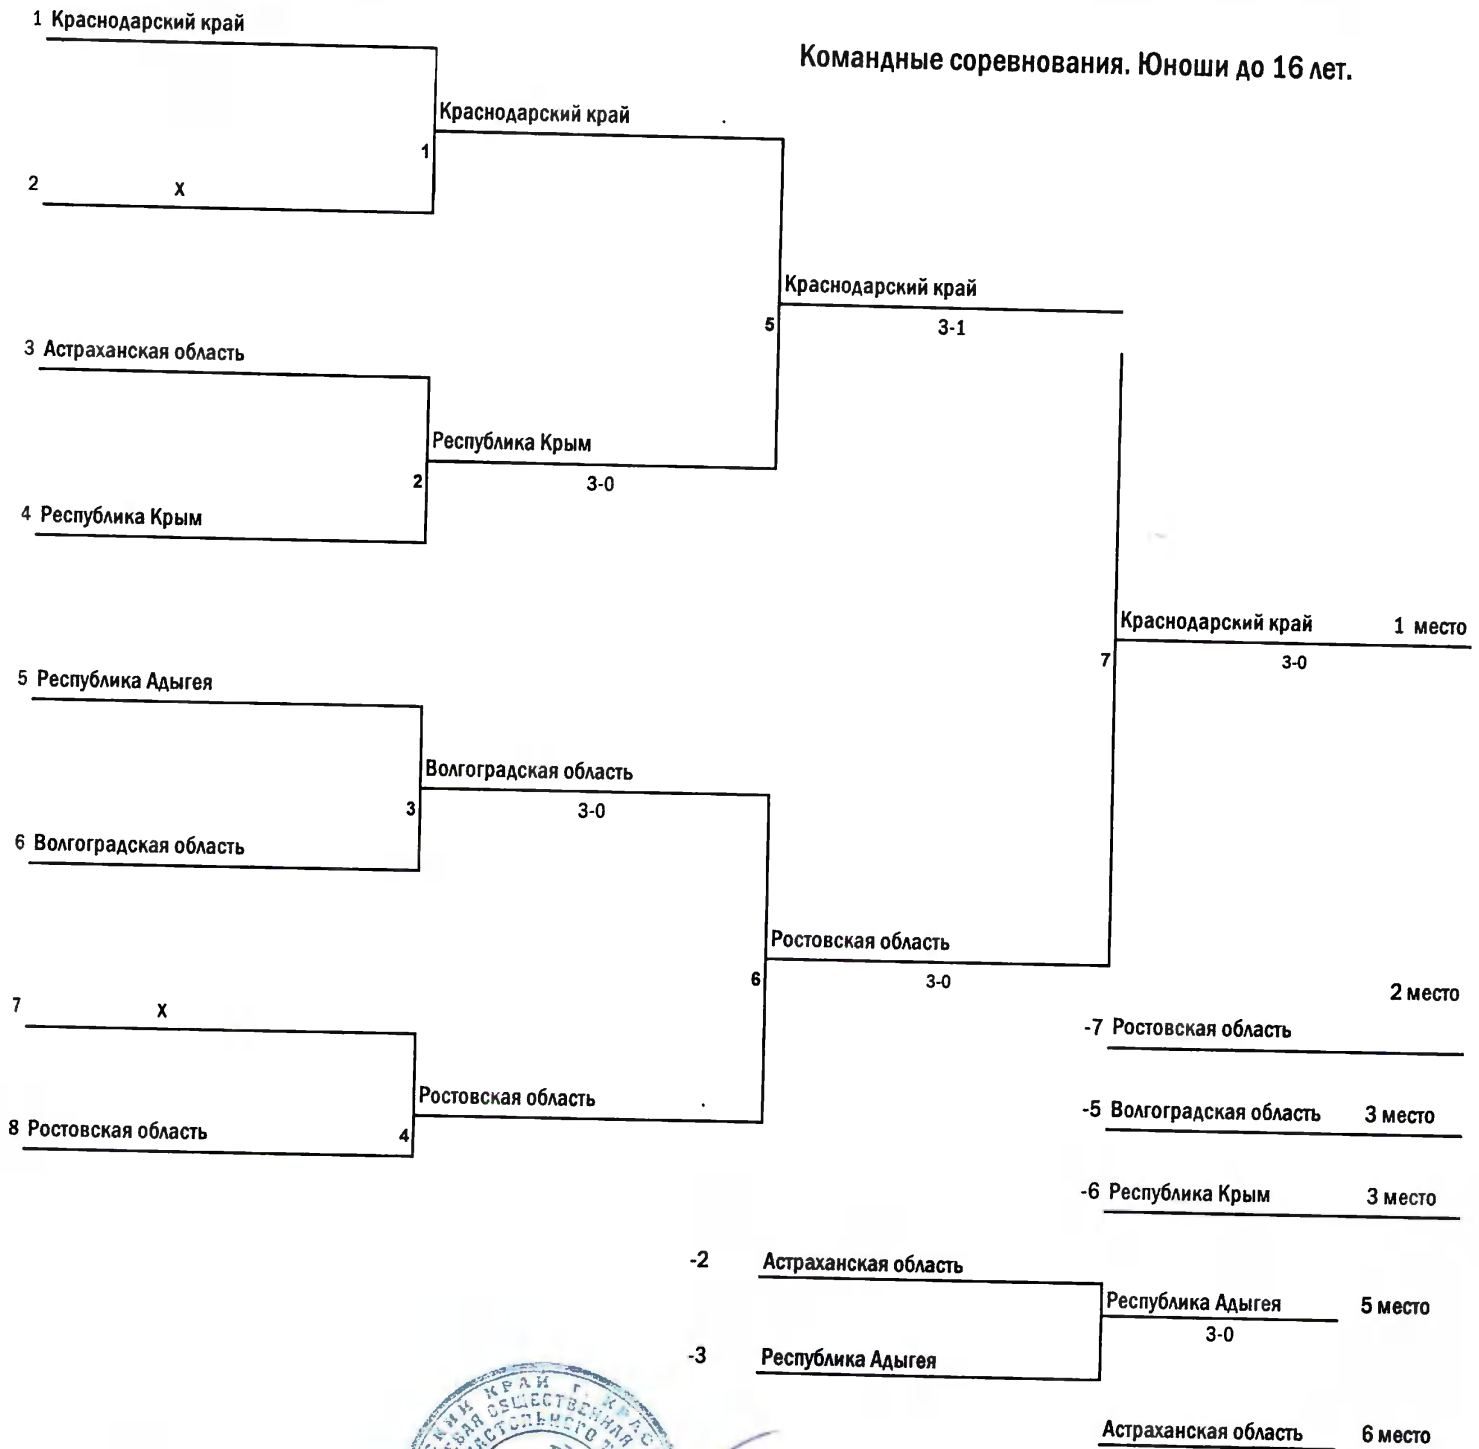 1 Краснодарский край
Командные соревнования. Юноши до 16 лет.
Краснодарский край
1
2 X
Краснодарский край
5
3-1
3 Астраханская область
Республика Крым
2
3-0
4 Республика Крым
Краснодарский край 1 место
7
3-0
5 Республика Адыгея
Волгоградская область
3
3-0
6 Волгоградская область
Ростовская область
6
3-0
2 место
7 X
-7 Ростовская область
Ростовская область
-5 Волгоградская область 3 место
8 Ростовская область
4
-6 Республика Крым 3 место
-2 Астраханская область
Республика Адыгея 5 место
3-0
-3 Республика Адыгея
КРАЙ Г.
ОБЩЕСТВЕННАЯ
НАСТОЛЬНОГО
Астраханская область 6 место